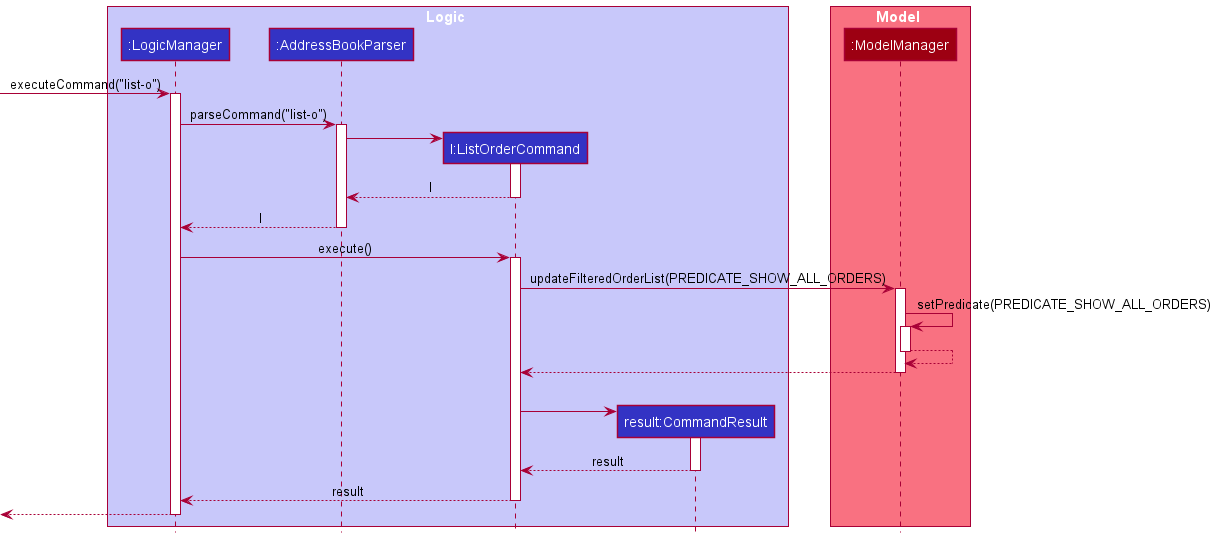 Logic
Model
:LogicManager
:AddressBookParser
:ModelManager
executeCommand("list-o")
parseCommand("list-o")
l:ListOrderCommand
l
l
execute()
updateFilteredOrderList(PREDICATE_SHOW_ALL_ORDERS)
setPredicate(PREDICATE_SHOW_ALL_ORDERS)
result:CommandResult
result
result